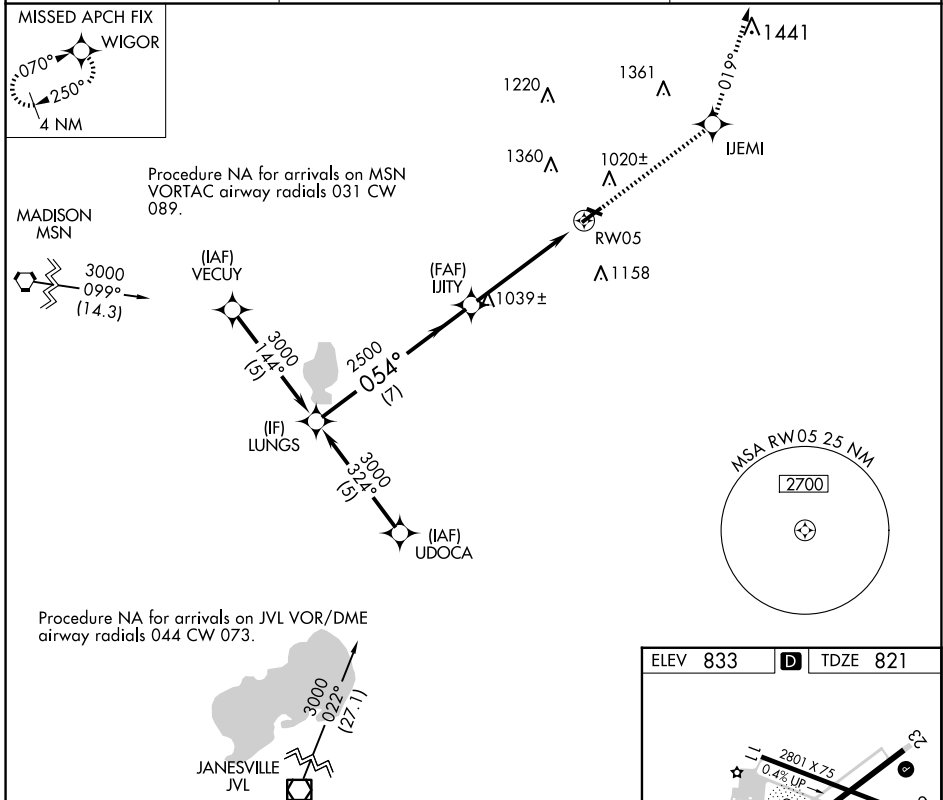 MISSED APCH FIX
WIGOR
070°
250°
4 NM
1441
019°
1220
1361
IJEMI
1360
1020±
Procedure NA for arrivals on MSN
VORTAC airway radials 031 CW
089.
MADISON
MSN
3000
099°
(14.3)
(IAF)
VECUY
RW05
(FAF)
IJITY
1158
1039±
3000
144°
(5)
2500
054°
(7)
(IF)
LUNGS
3000
324°
(5)
(IAF)
UDOCA
MSA RW05 25 NM
2700
Procedure NA for arrivals on JVL VOR/DME
airway radials 044 CW 073.
3000
022°
(27.1)
JANESVILLE
JVL
ELEV 833
D
TDZE 821
11
2801 X 75
0.4% UP
23
P